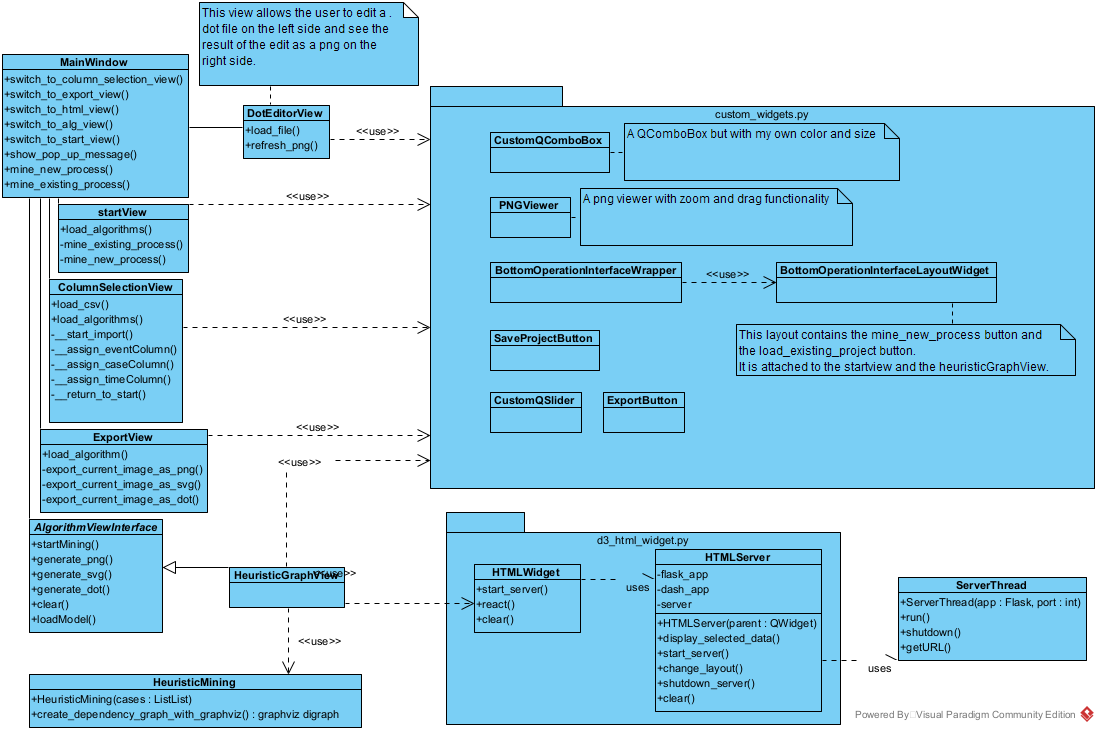 This view allows the user to edit a .
dot file on the left side and see the
result of the edit as a png on the
right side.
MainWindow
+switch_to_column_selection_view()
+switch_to_export_view()
+switch_to_html_view()
+switch_to_alg_view()
+switch_to_start_view()
+show_pop_up_message()
+mine_new_process()
+mine_existing_process()
DotEditorView
+load_file()
+refresh_png()
<<use>>
startView
+load_algorithms()
-mine_existing_process()
-mine_new_process()
<<use>>
ColumnSelectionView
+load_csv()
+load_algorithms()
-__start_import()
-__assign_eventColumn()
-__assign_caseColumn()
-__assign_timeColumn()
-__return_to_start()
<<use>>
ExportView
+load_algorithm()
-export_current_image_as_png()
-export_current_image_as_svg()
-export_current_image_as_dot()
<<use>>
<<use>>
custom_widgets.py
CustomQComboBox
A QComboBox but with my own color and size
PNGViewer
A png viewer with zoom and drag functionality
BottomOperationInterfaceWrapper
<<use>>
BottomOperationInterfaceLayoutWidget
This layout contains the mine_new_process button and
the load_existing_project button.
It is attached to the startview and the heuristicGraphView.
SaveProjectButton
CustomQSlider
ExportButton
AlgorithmViewInterface
+startMining()
+generate_png()
+generate_svg()
+generate_dot()
+clear()
+loadModel()
HeuristicGraphView
<<use>>
<<use>>
HeuristicMining
+HeuristicMining(cases : ListList)
+create_dependency_graph_with_graphviz() : graphviz digraph
d3_html_widget.py
HTMLWidget
+start_server()
+react()
+clear()
uses
HTMLServer
-flask_app
-dash_app
-server
+HTMLServer(parent : QWidget)
+display_selected_data()
+start_server()
+change_layout()
+shutdown_server()
+clear()
uses
ServerThread
+ServerThread(app : Flask, port : int)
+run()
+shutdown()
+getURL()
Powered By Visual Paradigm Community Edition